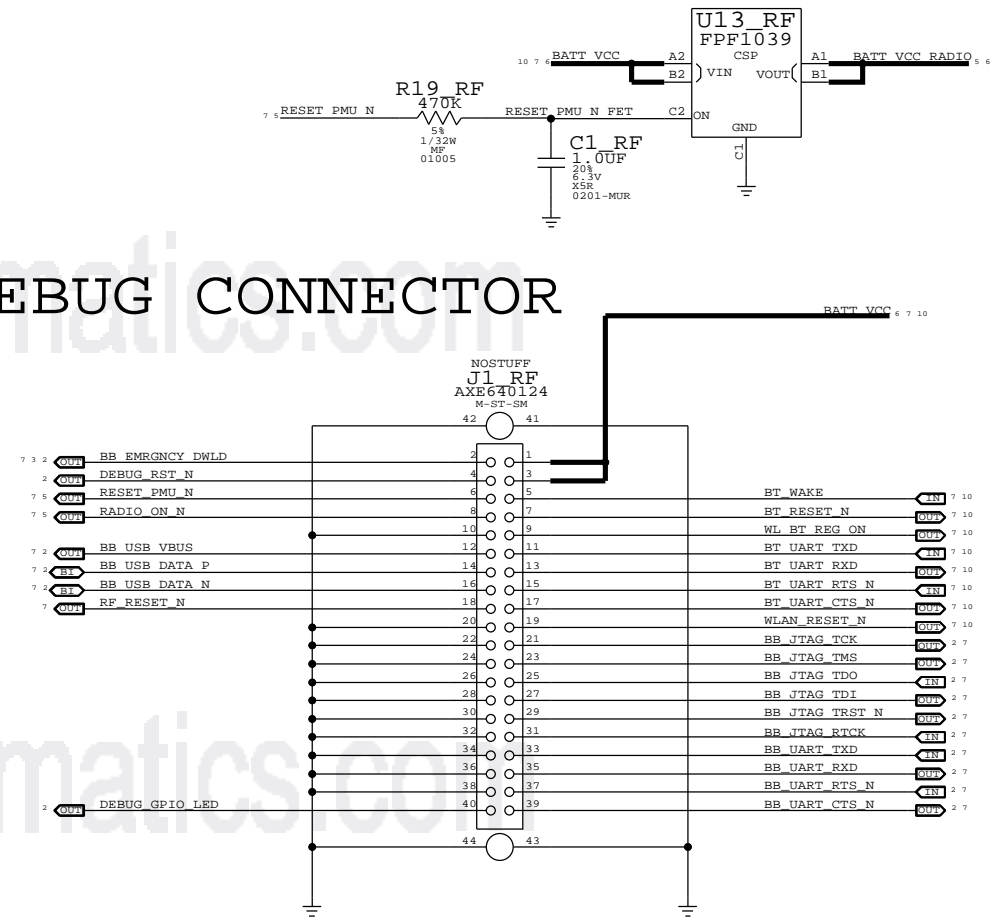 U13_RF
FPF1039
CSP
10 7 6 BATT_VCC A2 A1 BATT_VCC_RADIO 5 6
B2 VIN VOUT B1
R19_RF
470K
7 5 RESET_PMU_N RESET_PMU_N_FET C2 ON
5%
1/32W
MF
01005
GND
C1
C1_RF
1.0UF
20%
6.3V
X5R
0201-MUR
matics.com
EBUG CONNECTOR
BATT_VCC 6 7 10
NOSTUFF
J1_RF
AXE640124
M-ST-SM
42 41
7 3 2 OUT BB_EMRGNCY_DWLD 2 1
2 OUT DEBUG_RST_N 4 3
7 5 OUT RESET_PMU_N 6 5 BT_WAKE IN 7 10
7 5 OUT RADIO_ON_N 8 7 BT_RESET_N OUT 7 10
10 9 WL_BT_REG_ON OUT 7 10
7 2 OUT BB_USB_VBUS 12 11 BT_UART_TXD IN 7 10
7 2 BI BB_USB_DATA_P 14 13 BT_UART_RXD OUT 7 10
7 2 BI BB_USB_DATA_N 16 15 BT_UART_RTS_N IN 7 10
7 OUT RF_RESET_N 18 17 BT_UART_CTS_N OUT 7 10
20 19 WLAN_RESET_N OUT 7 10
22 21 BB_JTAG_TCK OUT 2 7
24 23 BB_JTAG_TMS OUT 2 7
26 25 BB_JTAG_TDO IN 2 7
28 27 BB_JTAG_TDI OUT 2 7
30 29 BB_JTAG_TRST_N OUT 2 7
32 31 BB_JTAG_RTCK IN 2 7
34 33 BB_UART_TXD IN 2 7
36 35 BB_UART_RXD OUT 2 7
38 37 BB_UART_RTS_N IN 2 7
2 OUT DEBUG_GPIO_LED 40 39 BB_UART_CTS_N OUT 2 7
matics.com
44 43